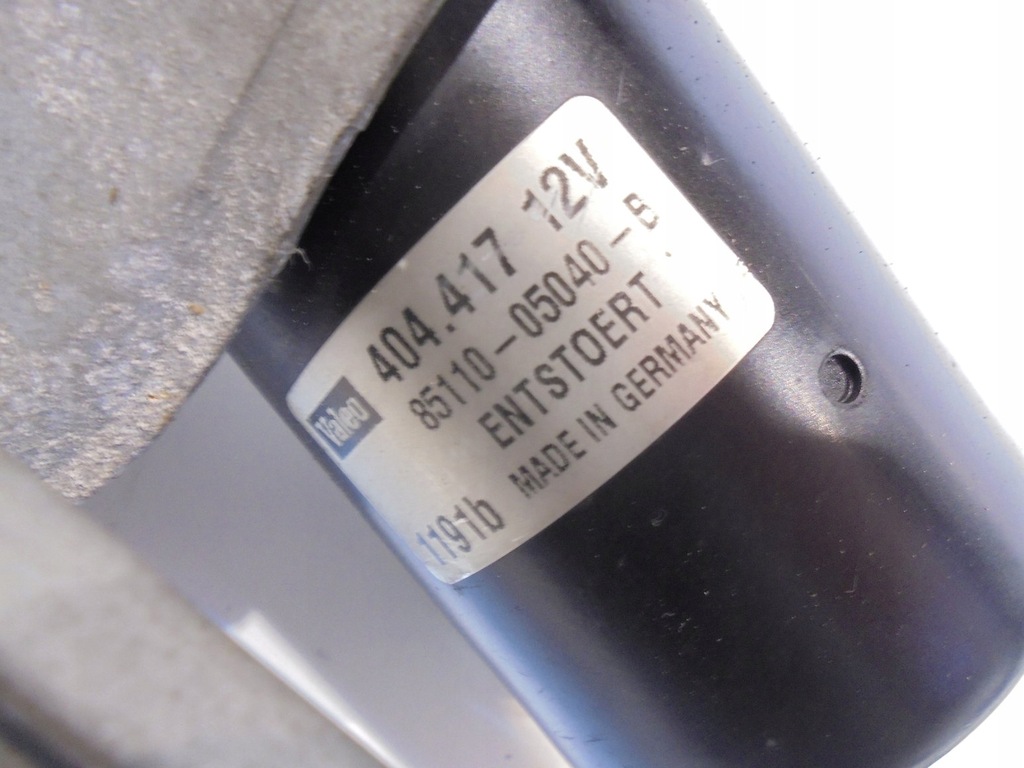 Valeo 404.417 12V
85110-05040-B
ENTSTOERT
1191b MADE IN GERMANY